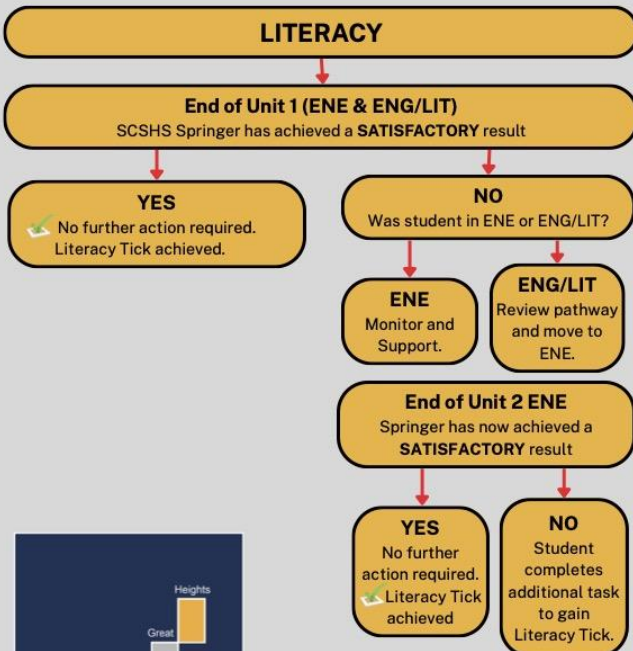 LITERACY
End of Unit 1 (ENE & ENG/LIT)
SCSHS Springer has achieved a SATISFACTORY result
YES
No further action required.
Literacy Tick achieved.
NO
Was student in ENE or ENG/LIT?
ENE
Monitor and
Support.
ENG/LIT
Review pathway
and move to
ENE.
End of Unit 2 ENE
Springer has now achieved a
SATISFACTORY result
YES
No further
action required.
Literacy Tick
achieved
NO
Student
completes
additional task
to gain
Literacy Tick.
Heights
Great